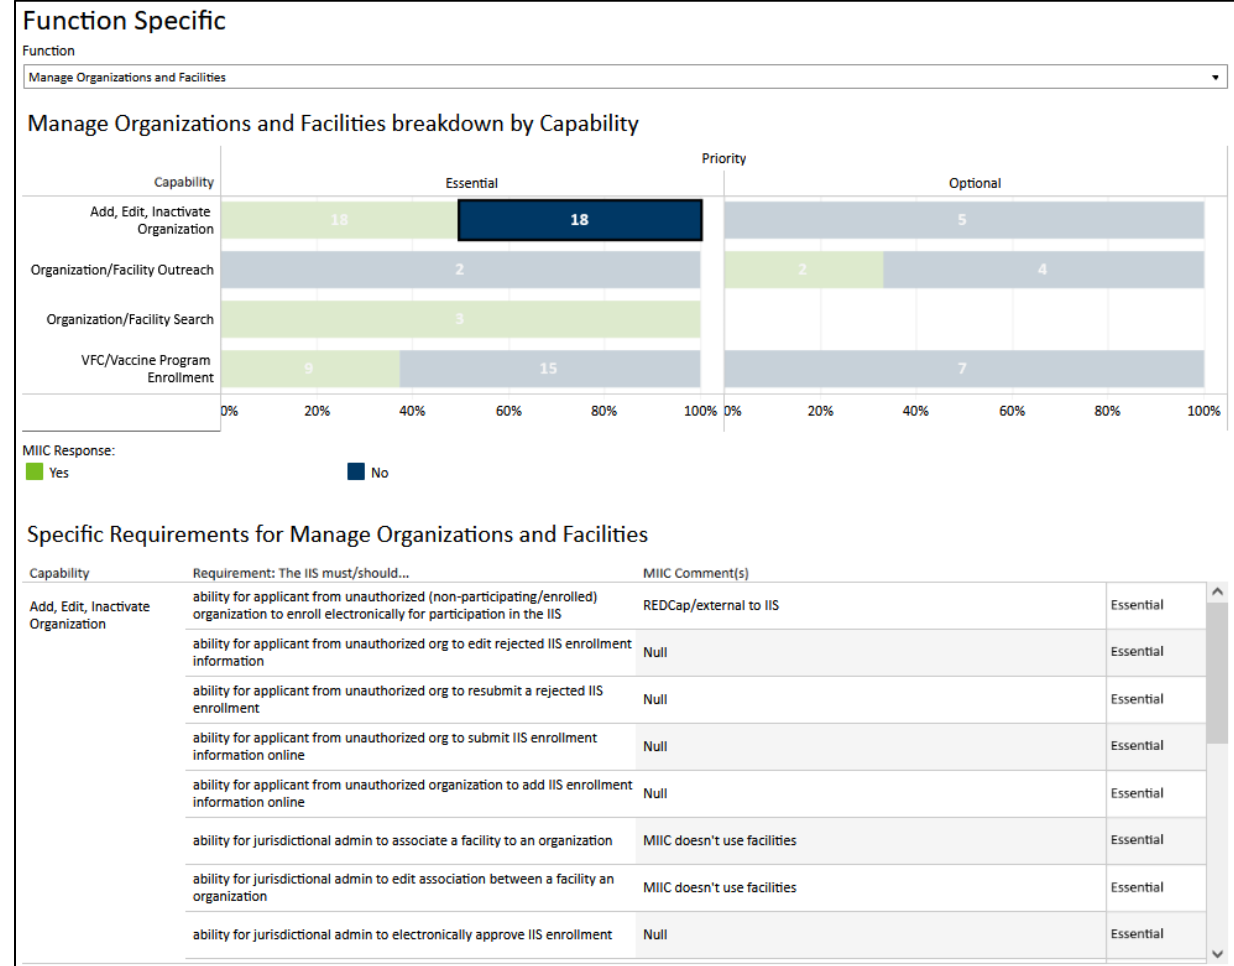 Function Specific
Function
Manage Organizations and Facilities
Manage Organizations and Facilities breakdown by Capability
Priority
Capability
Essential
Optional
Add, Edit, Inactivate
Organization
18
18
5
Organization/Facility Outreach
2
2
4
Organization/Facility Search
3
VFC/Vaccine Program
Enrollment
9
15
7
0% 20% 40% 60% 80% 100% 0% 20% 40% 60% 80% 100%
MIIC Response:
Yes
No
Specific Requirements for Manage Organizations and Facilities
Capability
Requirement: The IIS must/should...
MIIC Comment(s)
Add, Edit, Inactivate
Organization
ability for applicant from unauthorized (non-participating/enrolled)
organization to enroll electronically for participation in the IIS
REDCap/external to IIS
Essential
ability for applicant from unauthorized org to edit rejected IIS enrollment
information
Null
Essential
ability for applicant from unauthorized org to resubmit a rejected IIS
enrollment
Null
Essential
ability for applicant from unauthorized org to submit IIS enrollment
information online
Null
Essential
ability for applicant from unauthorized organization to add IIS enrollment
information online
Null
Essential
ability for jurisdictional admin to associate a facility to an organization
MIIC doesn't use facilities
Essential
ability for jurisdictional admin to edit association between a facility an
organization
MIIC doesn't use facilities
Essential
ability for jurisdictional admin to electronically approve IIS enrollment
Null
Essential